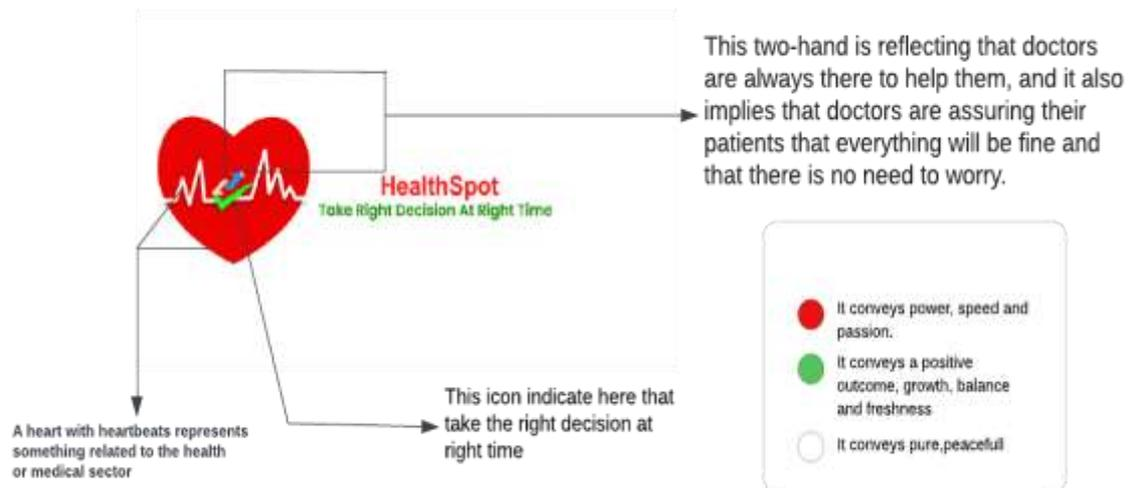 This two-hand is reflecting that doctors
are always there to help them, and it also
implies that doctors are assuring their
patients that everything will be fine and
that there is no need to worry.
HealthSpot
Take Right Decision At Right Time
It conveys power, speed and
passion.
It conveys a positive
outcome, growth, balance
and freshness
It conveys pure,peacefull
This icon indicate here that
take the right decision at
right time
A heart with heartbeats represents
something related to the health
or medical sector